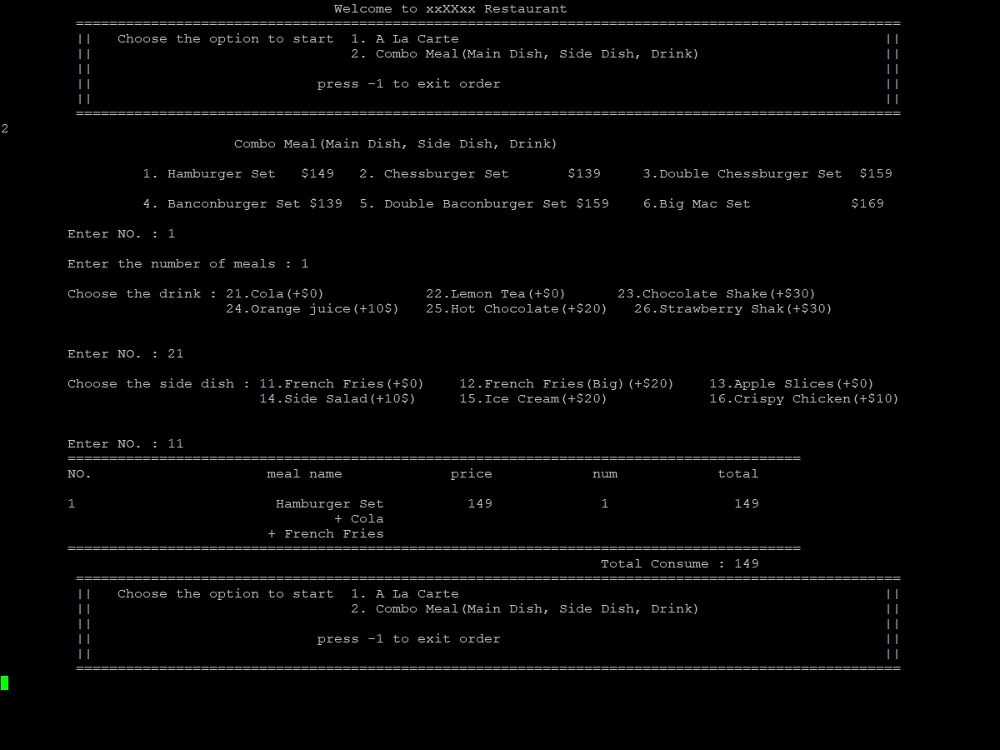 Welcome to xxXXxx Restaurant
===================================================================================================
||   Choose the option to start  1. A La Carte                                                   ||
||                               2. Combo Meal(Main Dish, Side Dish, Drink)                      ||
||                                                                                               ||
||                           press -1 to exit order                                              ||
||                                                                                               ||
===================================================================================================
2
Combo Meal(Main Dish, Side Dish, Drink)
1. Hamburger Set   $149   2. Chessburger Set       $139     3.Double Chessburger Set  $159
4. Banconburger Set $139  5. Double Baconburger Set $159    6.Big Mac Set            $169
Enter NO. : 1
Enter the number of meals : 1
Choose the drink : 21.Cola(+$0)            22.Lemon Tea(+$0)      23.Chocolate Shake(+$30)
24.Orange juice(+10$)   25.Hot Chocolate(+$20)   26.Strawberry Shak(+$30)
Enter NO. : 21
Choose the side dish : 11.French Fries(+$0)    12.French Fries(Big)(+$20)    13.Apple Slices(+$0)
14.Side Salad(+10$)     15.Ice Cream(+$20)            16.Crispy Chicken(+$10)
Enter NO. : 11
========================================================================================
NO.                     meal name             price            num            total
1                        Hamburger Set          149             1               149
+ Cola
+ French Fries
========================================================================================
Total Consume : 149
===================================================================================================
||   Choose the option to start  1. A La Carte                                                   ||
||                               2. Combo Meal(Main Dish, Side Dish, Drink)                      ||
||                                                                                               ||
||                           press -1 to exit order                                              ||
||                                                                                               ||
===================================================================================================